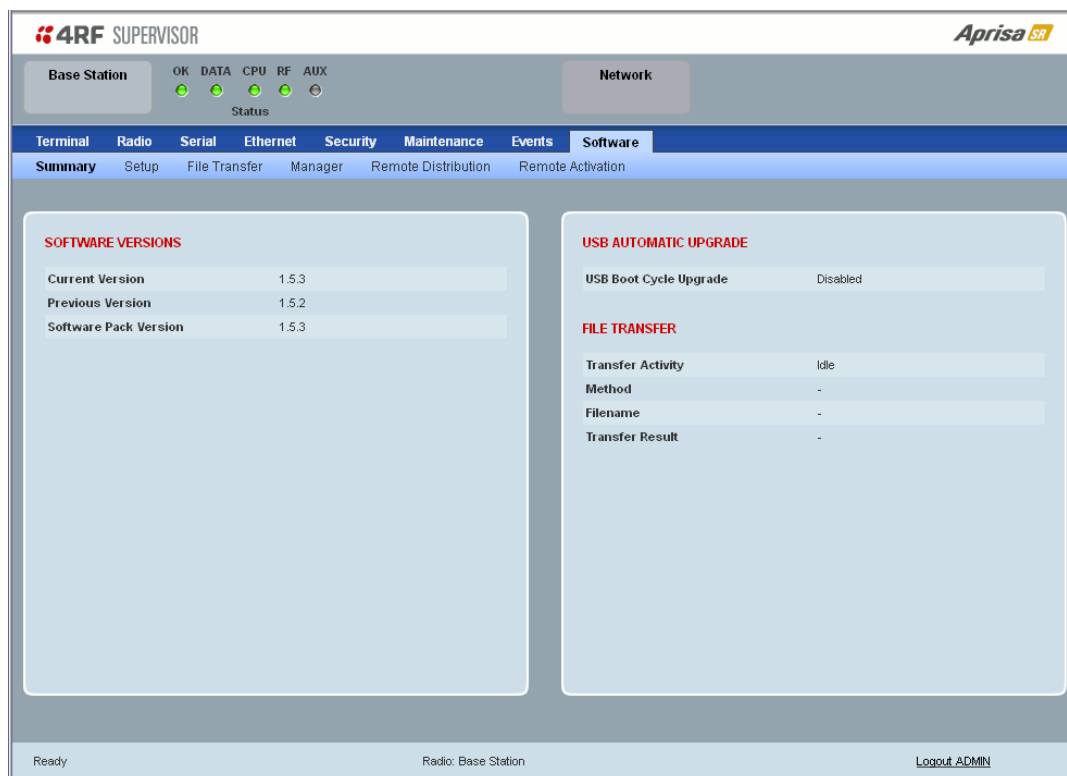 4RF SUPERVISOR
Aprisa SR
Base Station
OK DATA CPU RF AUX
Status
Network
Terminal Radio Serial Ethernet Security Maintenance Events Software
Summary Setup File Transfer Manager Remote Distribution Remote Activation
SOFTWARE VERSIONS
Current Version 1.5.3
Previous Version 1.5.2
Software Pack Version 1.5.3
USB AUTOMATIC UPGRADE
USB Boot Cycle Upgrade Disabled
FILE TRANSFER
Transfer Activity Idle
Method -
Filename -
Transfer Result -
Ready Radio: Base Station Logout ADMIN